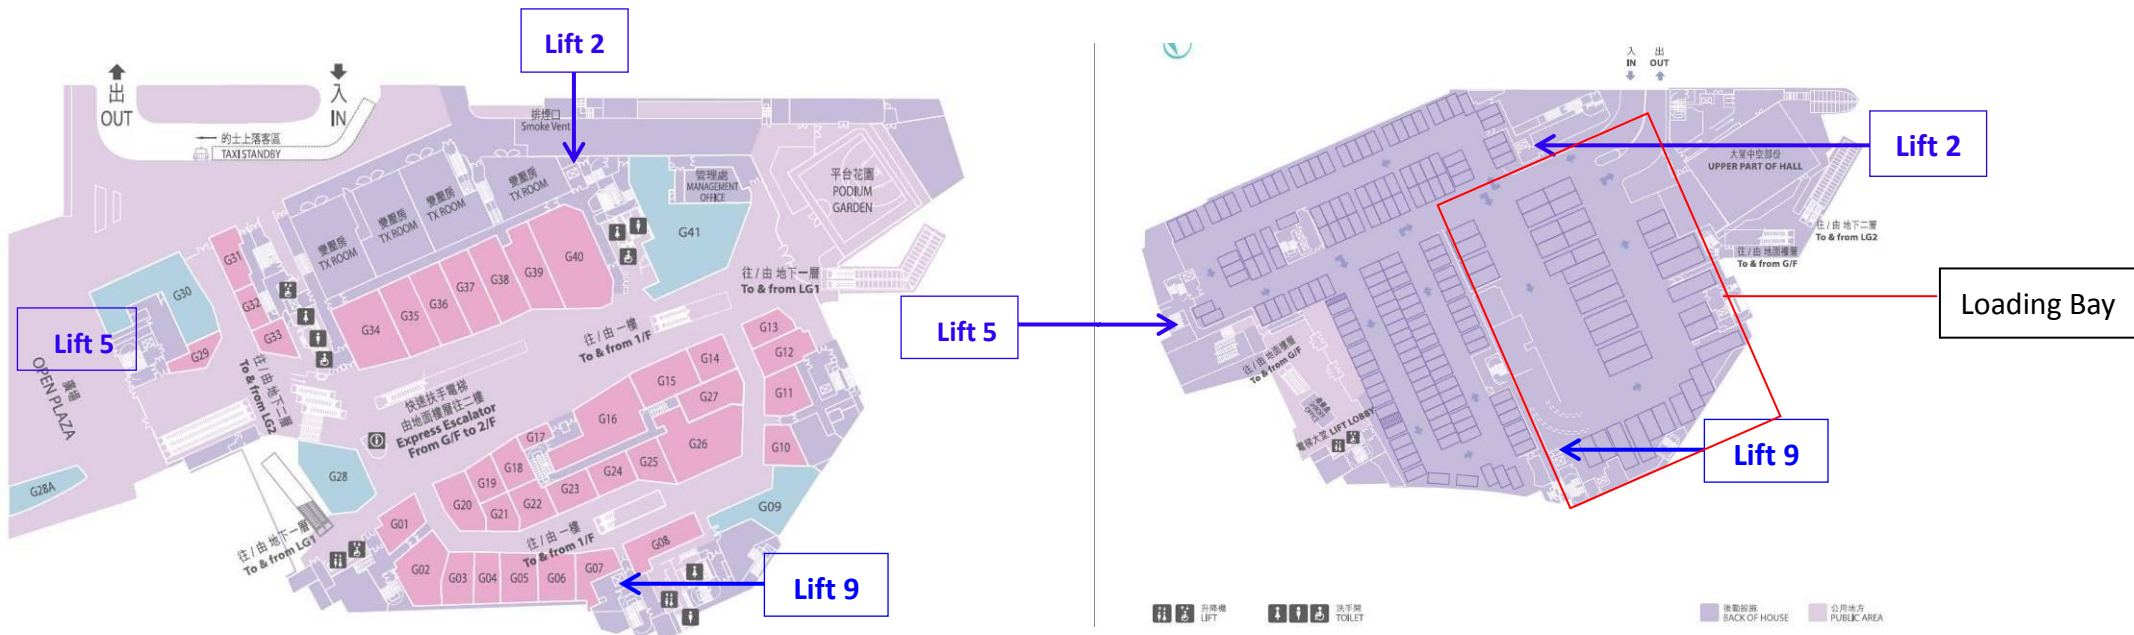 Lift 2
出
OUT
入
IN
的士上落客區
TAXI STANDBY
排煙口
Smoke Vent
變壓房
TX ROOM
變壓房
TX ROOM
變壓房
TX ROOM
變壓房
TX ROOM
管理處
MANAGEMENT
OFFICE
平台花園
PODIUM
GARDEN
G41
G40
G39
G38
G37
G36
G35
G34
G31
G32
G33
G30
G29
Lift 5
廣場
OPEN PLAZA
往 / 由 地下二層
To & from LG2
往 / 由 地下一層
To & from LG1
往 / 由 一樓
To & from 1/F
快速扶手電梯
由地面樓層往二樓
Express Escalator
From G/F to 2/F
G13
G12
G11
G10
G14
G15
G27
G16
G26
G25
G24
G23
G22
G21
G20
G19
G18
G17
G28
G28A
G01
G02
G03
G04
G05
G06
G07
G08
G09
往 / 由 一樓
To & from 1/F
往 / 由 地下一層
To & from LG1
Lift 9
入
IN
出
OUT
Lift 2
大堂中空部份
UPPER PART OF HALL
往 / 由 地下二層
To & from LG2
往 / 由 地面樓層
To & from G/F
Lift 5
Loading Bay
往 / 由 地面樓層
To & from G/F
OFFICE
電梯大堂 LIFT LOBBY
Lift 9
升降機
LIFT
洗手間
TOILET
後勤設施
BACK OF HOUSE
公用地方
PUBLIC AREA